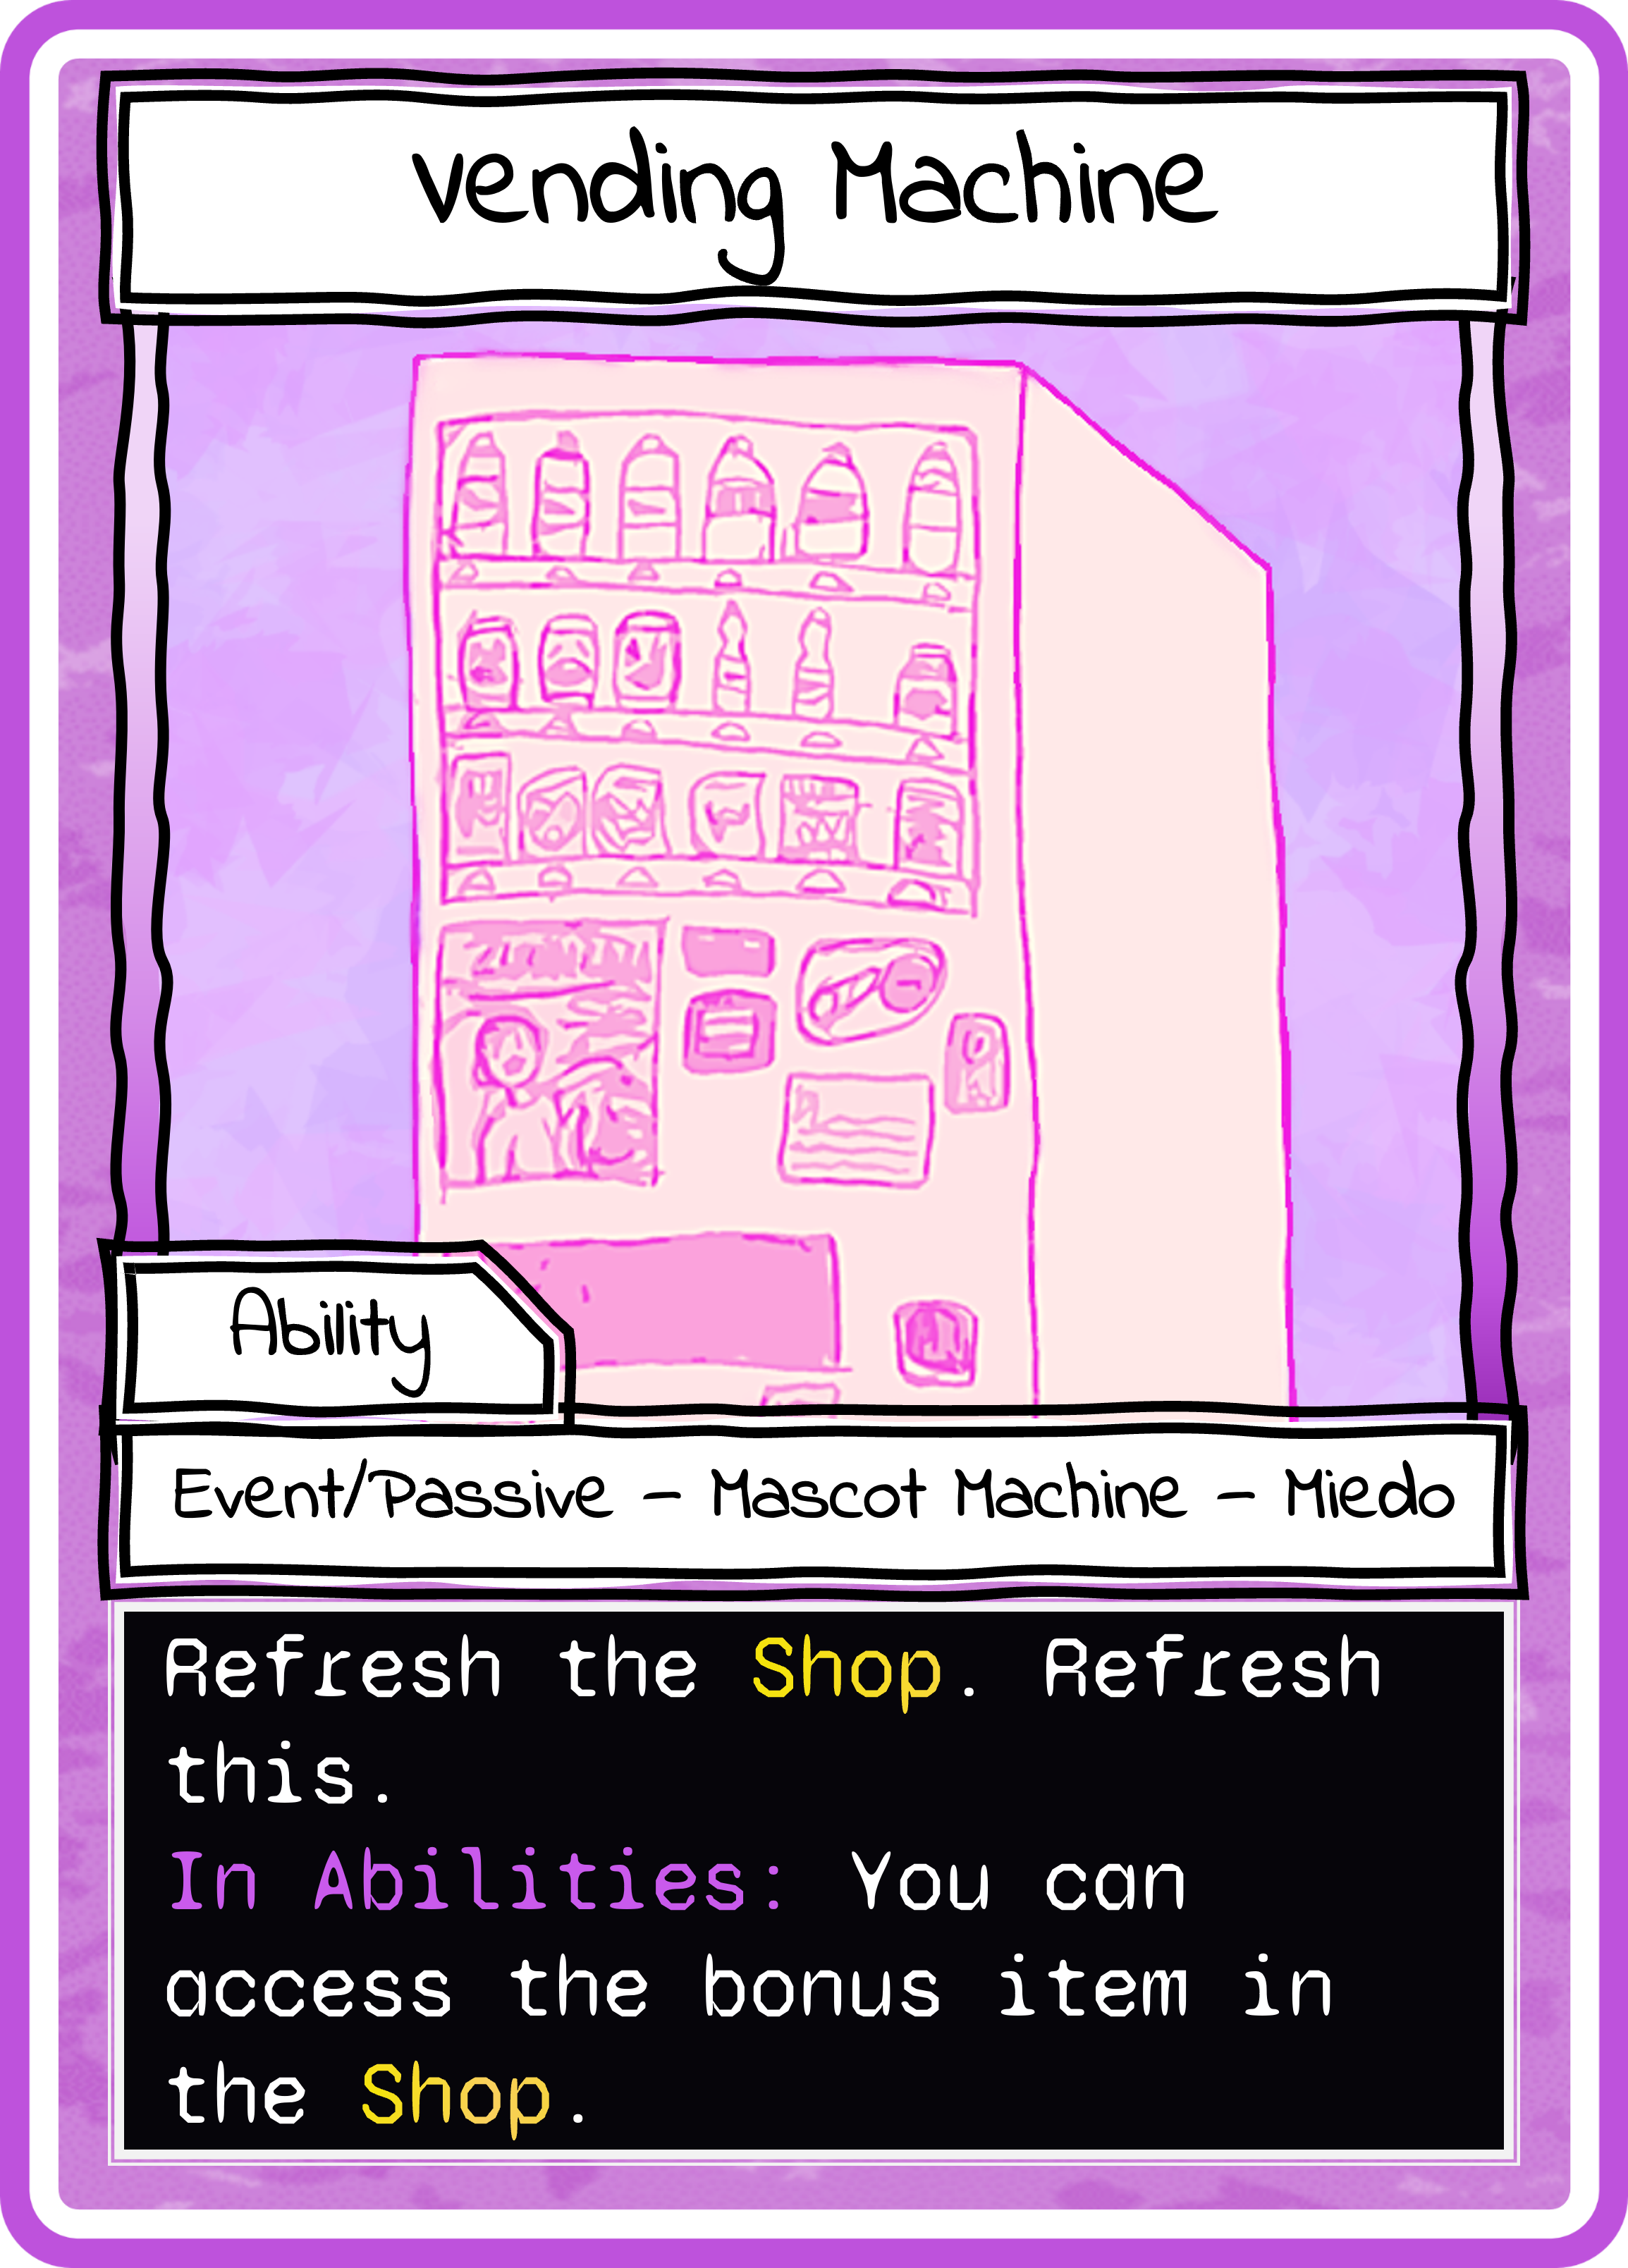 Vending Machine
Ability
Event/Passive - Mascot Machine - Miedo
Refresh the Shop. Refresh
this.
In Abilities: You can
access the bonus item in
the Shop.